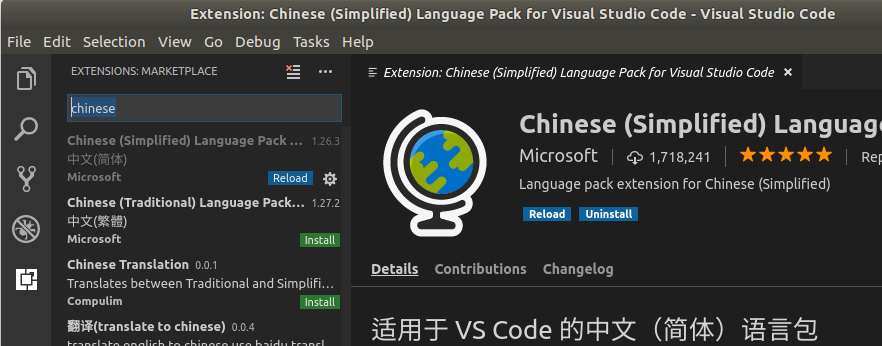 Extension: Chinese (Simplified) Language Pack for Visual Studio Code - Visual Studio Code
File Edit Selection View Go Debug Tasks Help
EXTENSIONS: MARKETPLACE
chinese
Chinese (Simplified) Language Pack ... 1.26.3
中文(简体)
Microsoft Reload
Chinese (Traditional) Language Pack... 1.27.2
中文(繁體)
Microsoft Install
Chinese Translation 0.0.1
Translates between Traditional and Simplifi...
Compulim Install
翻译(translate to chinese) 0.0.4
translate english to chinese use baidu transl...
Extension: Chinese (Simplified) Language Pack for Visual Studio Code ×
Chinese (Simplified) Langua
Microsoft | 1,718,241 | ★★★★★ | Rep
Language pack extension for Chinese (Simplified)
Reload Uninstall
Details Contributions Changelog
适用于 VS Code 的中文（简体）语言包